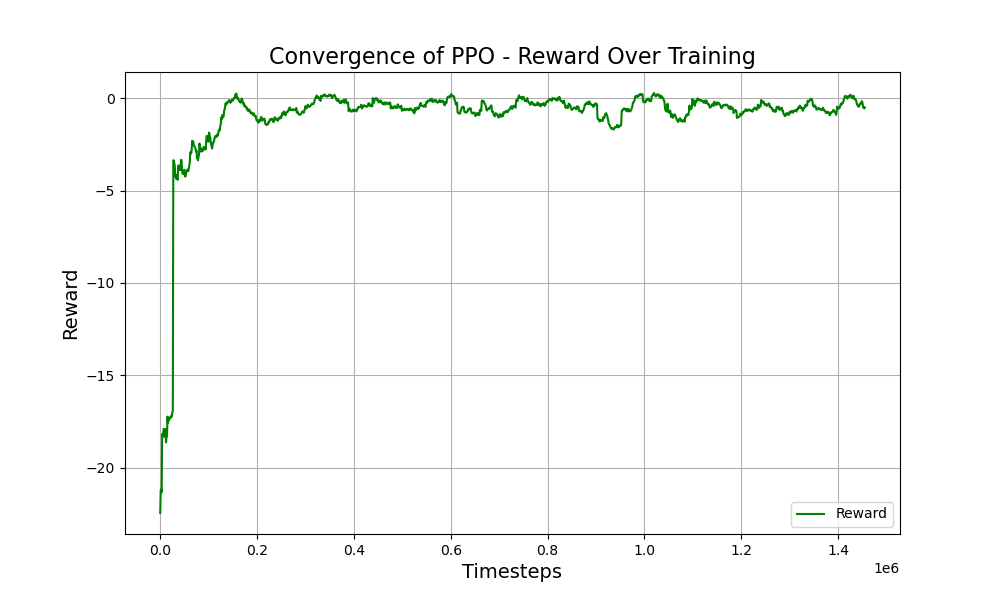 Convergence of PPO - Reward Over Training
Reward
0
−5
−10
−15
−20
Reward
0.0 0.2 0.4 0.6 0.8 1.0 1.2 1.4
1e6
Timesteps